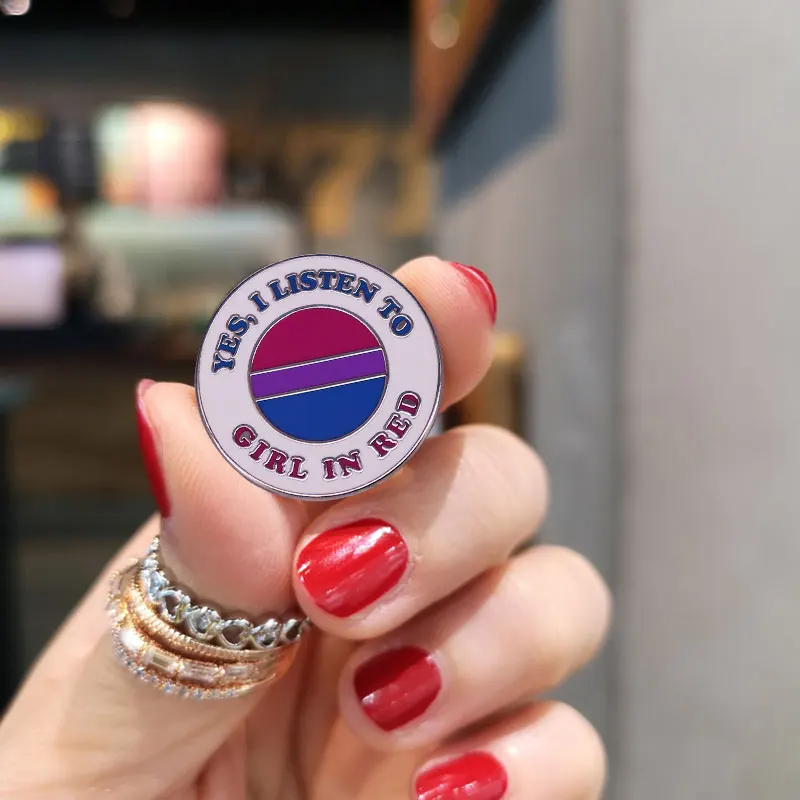 YES, I LISTEN TO
GIRL IN RED